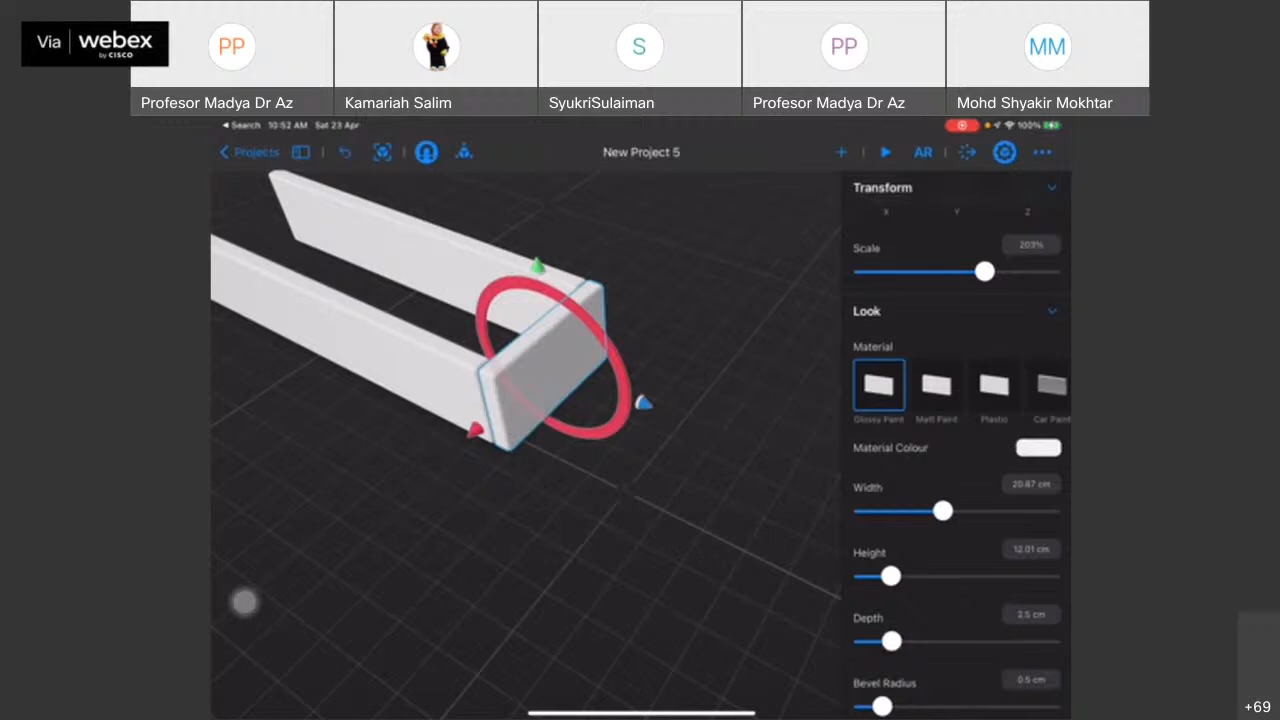 Via webex
by CISCO
PP
S
PP
MM
Profesor Madya Dr Az
Kamariah Salim
SyukriSulaiman
Profesor Madya Dr Az
Mohd Shyakir Mokhtar
Search 10:52 AM Sat 23 Apr
100%
Projects
New Project 5
AR
Transform
X Y Z
Scale 203%
Look
Material
Glossy Paint Matt Paint Plastic Car Pain
Material Colour
Width 20.87 cm
Height 12.01 cm
Depth 2.5 cm
Bevel Radius 0.5 cm
+69